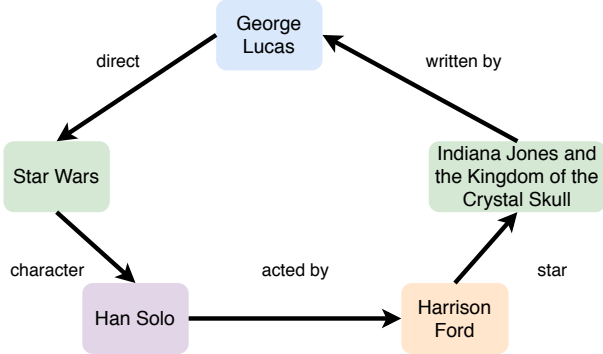 George
Lucas
direct
written by
Star Wars
Indiana Jones and
the Kingdom of the
Crystal Skull
character
acted by
star
Han Solo
Harrison
Ford